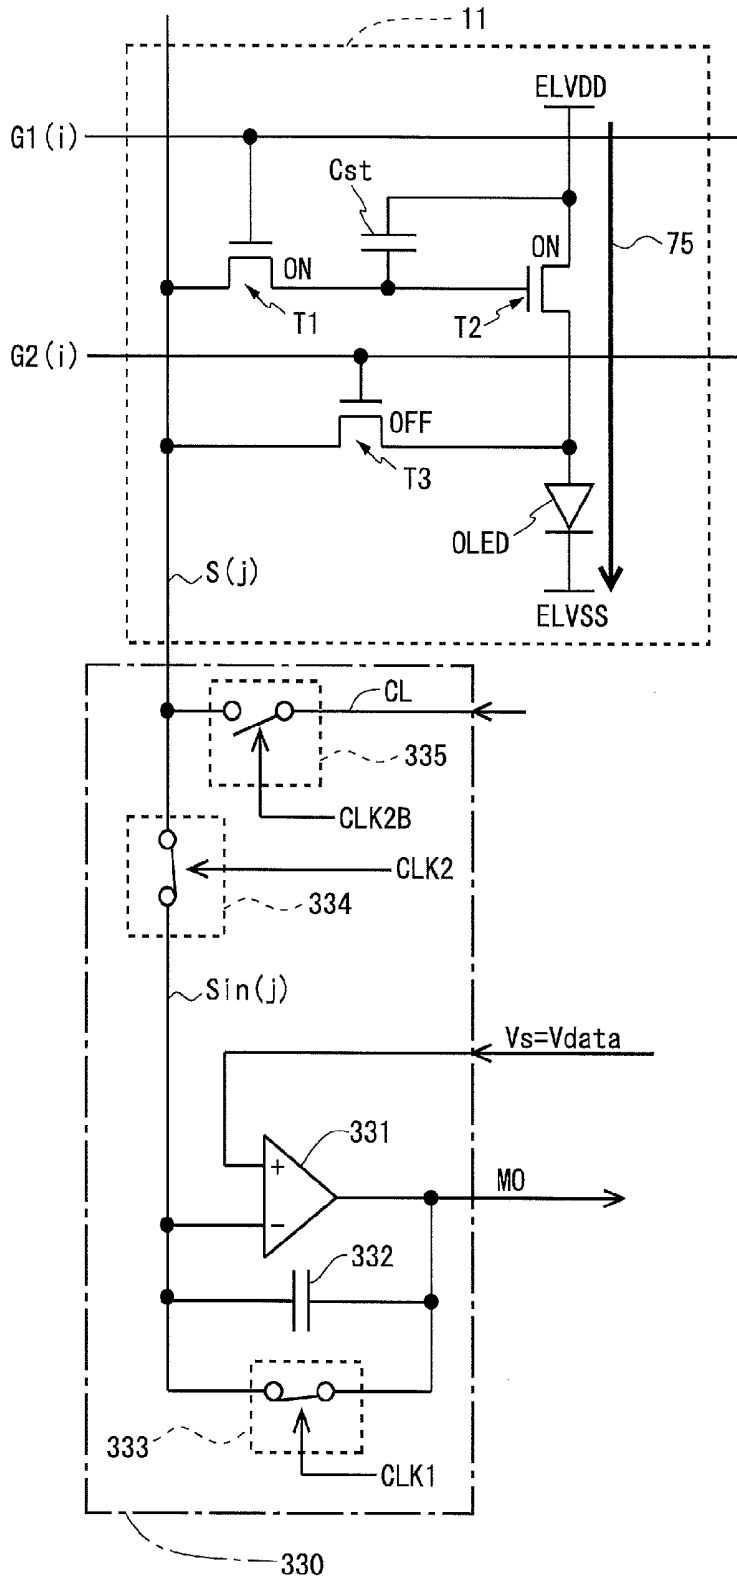 11
ELVDD
G1(i)
Cst
ON
ON
75
T1
T2
G2(i)
OFF
T3
OLED
S(j)
ELVSS
CL
335
CLK2B
CLK2
334
Sin(j)
Vs=Vdata
331
+
MO
−
332
333
CLK1
330